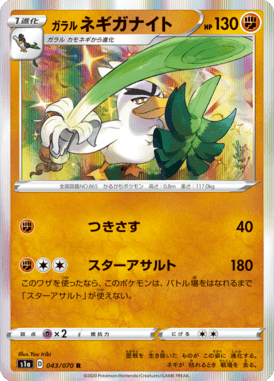 1進化
ガラル ネギガナイト HP 130
ガラル カモネギから進化
全国図鑑NO.865 かるがもポケモン 高さ:0.8m 重さ:117.0kg
つきさす 40
スターアサルト 180
このワザを使ったなら、このポケモンは、バトル場をはなれるまで
「スターアサルト」が使えない。
弱点 ×2 抵抗力 にげる
Illus. You Iribi
s1a D 043/070 R
©2020 Pokémon/Nintendo/Creatures/GAME FREAK.